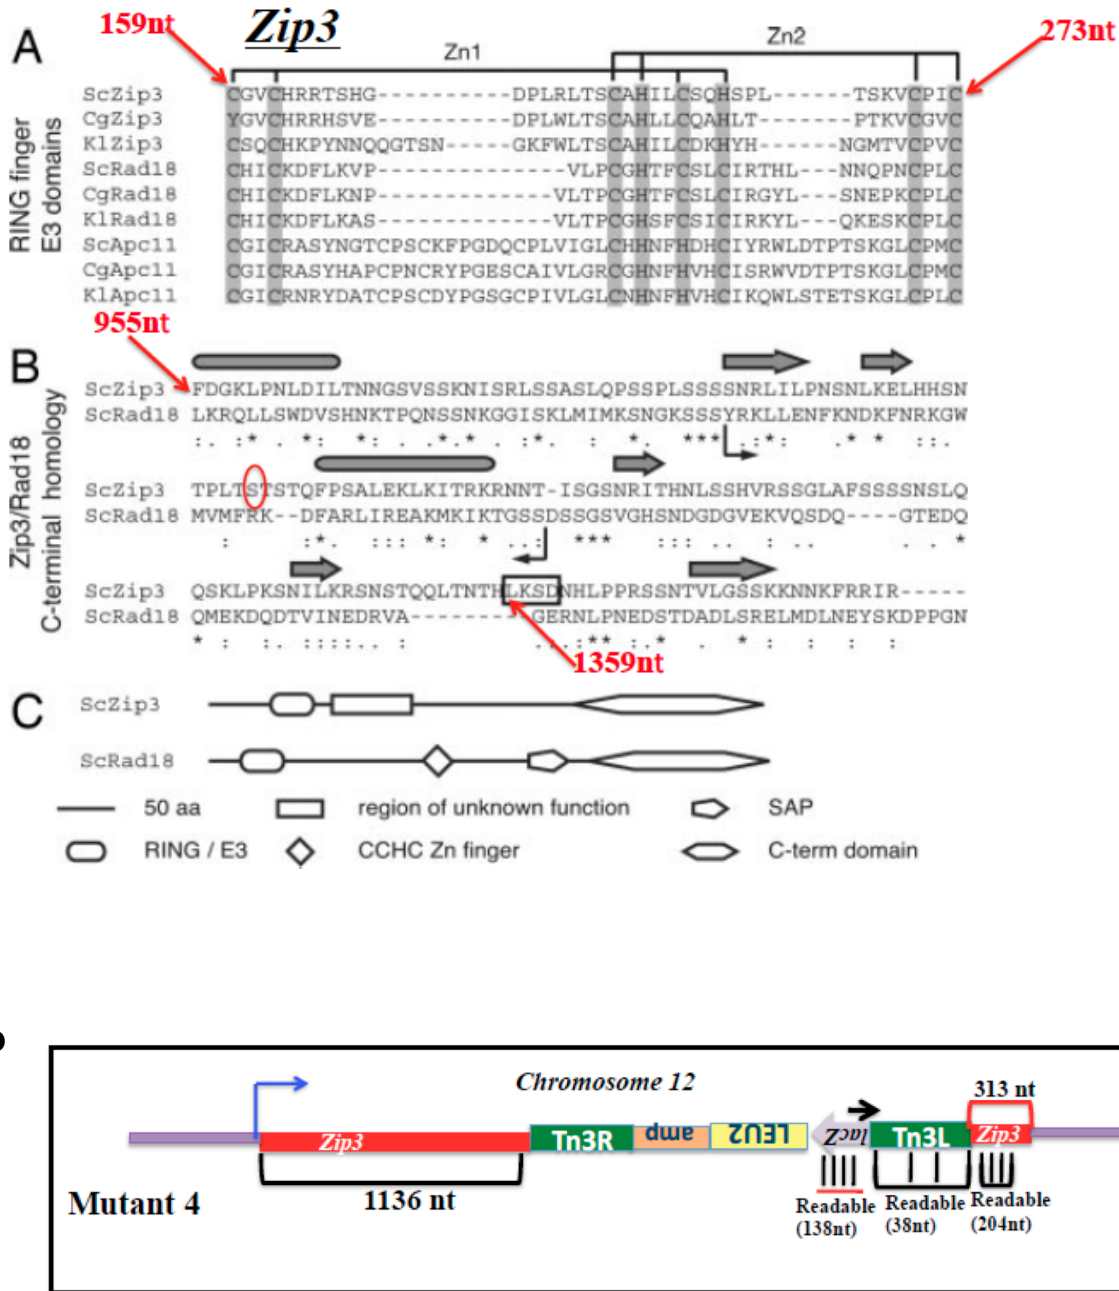 159nt
Zip3
273nt
A
Zn1
Zn2
RING finger
E3 domains
ScZip3 CGVCHRRTSHG----------DPLRLTSCAHILCSQHSPL-----TSKVCPIC
CgZip3 YGVCHRRHSVE----------DPLWLTSCAHLLCQAHLT------PTKVCGVC
KlZip3 CSQCHKPYNNQQGTSN-----GKFWLTSCAHILCDKHYH-----NGMTVCPVC
ScRad18 CHICKDFLKVP--------------VLPCGHTFCSLCIRTHL---NNQPNCPLC
CgRad18 CHICKDFLKNP-------------VLTPCGHTFCSLCIRGYL---SNEPKCPLC
KlRad18 CHICKDFLKAS-------------VLTPCGHSFCSICIRKYL---QKESKCPLC
ScApc11 CGICRASYNGTCPSCKFPGDQCPLVIGLCHHNFHDHCIYRWLDTPTSKGLCPMC
CgApc11 CGICRASYHAPCPNCRYPGESCAIVLGRCGHNFHVHCISRWVDTPTSKGLCPMC
KlApc11 CGICRNRYDATCPSCDYPGSGCPIVLGLCNHNFHVHCIKQWLSTETSKGLCPLC
955nt
B
Zip3/Rad18
C-terminal homology
ScZip3 FDGKLPNLDILTNNGSVSSKNISRLSSASLQPSSPLSSSSNRLILPNSNLKELHHSN
ScRad18 LKRQLLSWDVSHNKTPQNSSNKGGISKLMIMKSNGKSSSYRKLLENFKNDKFNRKGW
ScZip3 TPLTSTSTQFPSALEKLKITRKRNNT-ISGSNRITHNLSSHVRSSGLAFSSSSNSLQ
ScRad18 MVMFRK--DFARLIREAKMKIKTGSSDSSGSVGHSNDGDGVEKVQSDQ----GTEDQ
ScZip3 QSKLPKSNILKRSNSTQQLTNTHLKSDNHLPPRSSNTVLGSSKKNNKFRRIR-----
ScRad18 QMEKDQDTVINEDRVA--------GERNLPNEDSTDADLSRELMDLNEYSKDPPGN
1359nt
C
ScZip3
ScRad18
50 aa
region of unknown function
SAP
RING / E3
CCHC Zn finger
C-term domain
Chromosome 12
313 nt
Zip3
Tn3R
amp
LEU2
lacZ
Tn3L
Zip3
Mutant 4
1136 nt
Readable
(138nt)
Readable
(38nt)
Readable
(204nt)